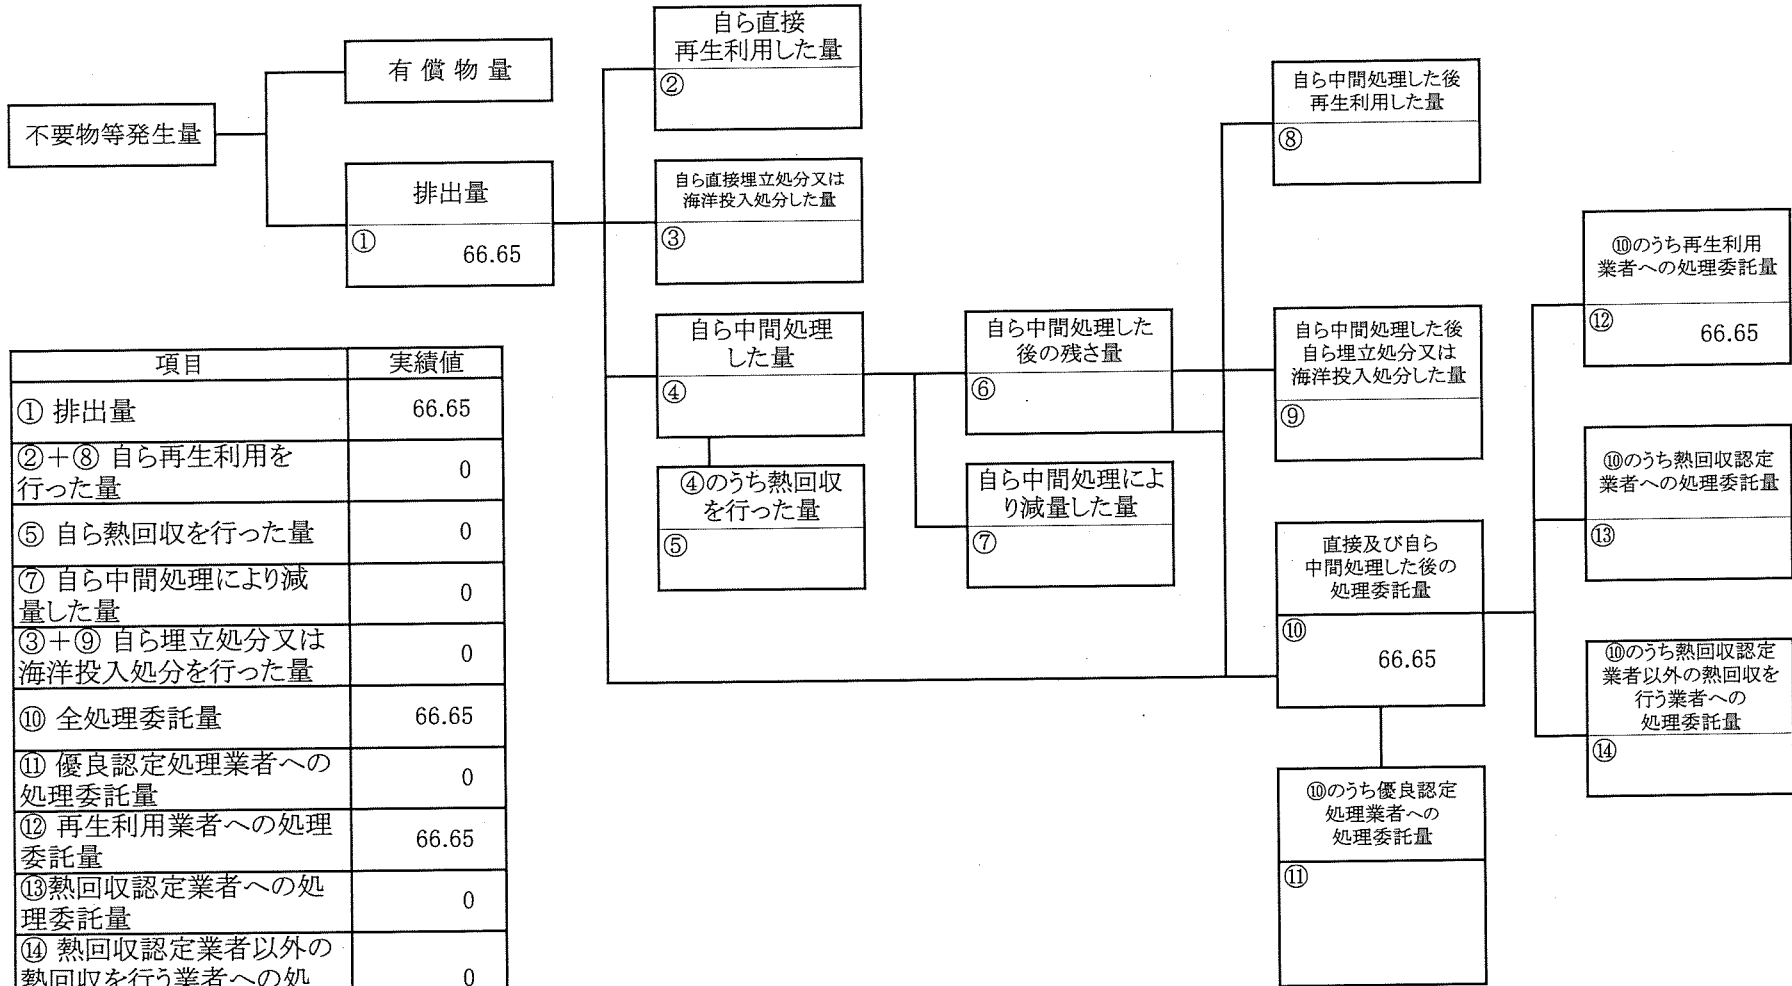 不要物等発生量
有償物量
排出量
①
66.65
自ら直接
再生利用した量
②
自ら直接埋立処分又は
海洋投入処分した量
③
自ら中間処理
した量
④
④のうち熱回収
を行った量
⑤
自ら中間処理した
後の残さ量
⑥
自ら中間処理によ
り減量した量
⑦
自ら中間処理した後
再生利用した量
⑧
自ら中間処理した後
自ら埋立処分又は
海洋投入処分した量
⑨
直接及び自ら
中間処理した後の
処理委託量
⑩
66.65
⑩のうち優良認定
処理業者への
処理委託量
⑪
⑩のうち再生利用
業者への処理委託量
⑫
66.65
⑩のうち熱回収認定
業者への処理委託量
⑬
⑩のうち熱回収認定
業者以外の熱回収を
行う業者への
処理委託量
⑭
項目 実績値
① 排出量 66.65
②＋⑧ 自ら再生利用を
行った量 0
⑤ 自ら熱回収を行った量 0
⑦ 自ら中間処理により減
量した量 0
③＋⑨ 自ら埋立処分又は
海洋投入処分を行った量 0
⑩ 全処理委託量 66.65
⑪ 優良認定処理業者への
処理委託量 0
⑫ 再生利用業者への処理
委託量 66.65
⑬熱回収認定業者への処
理委託量 0
⑭ 熱回収認定業者以外の
熱回収を行う業者への処 0